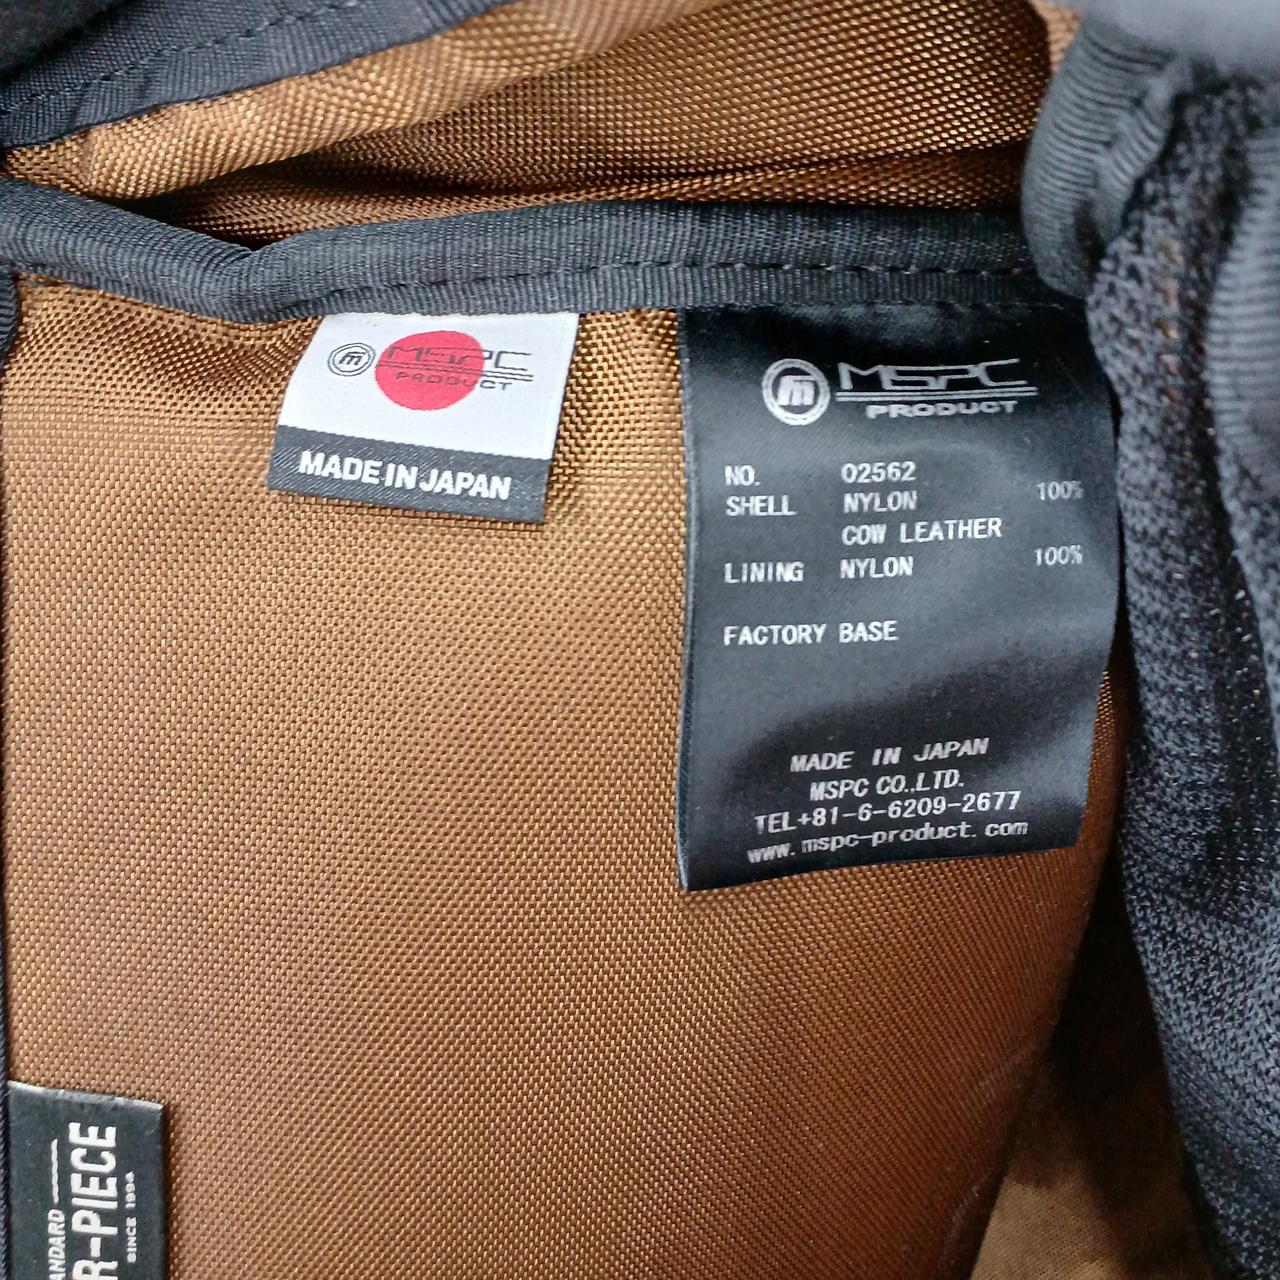 m MSPC
PRODUCT
MADE IN JAPAN
m MSPC
PRODUCT
NO. 02562
SHELL NYLON 100%
COW LEATHER
LINING NYLON 100%
FACTORY BASE
MADE IN JAPAN
MSPC CO.,LTD.
TEL+81-6-6209-2677
www.mspc-product.com
ANDARD
R-PIECE
SINCE 1994